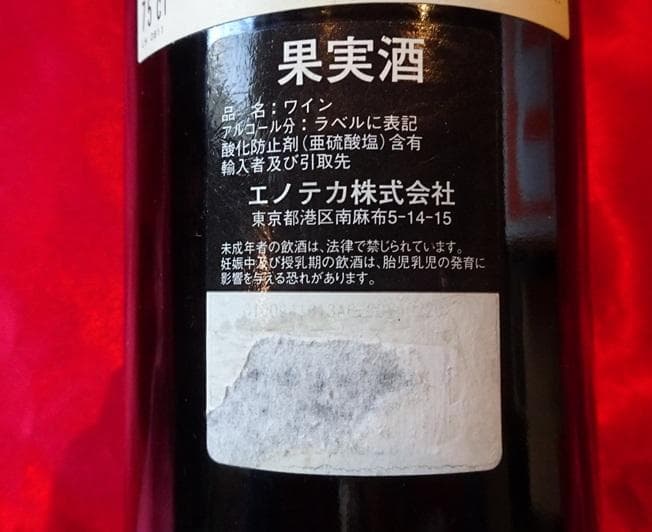 75 cl
果実酒
品　名：ワイン
アルコール分：ラベルに表記
酸化防止剤（亜硫酸塩）含有
輸入者及び引取先
エノテカ株式会社
東京都港区南麻布5-14-15
未成年者の飲酒は、法律で禁じられています。
妊娠中及び授乳期の飲酒は、胎児乳児の発育に
影響を与える恐れがあります。